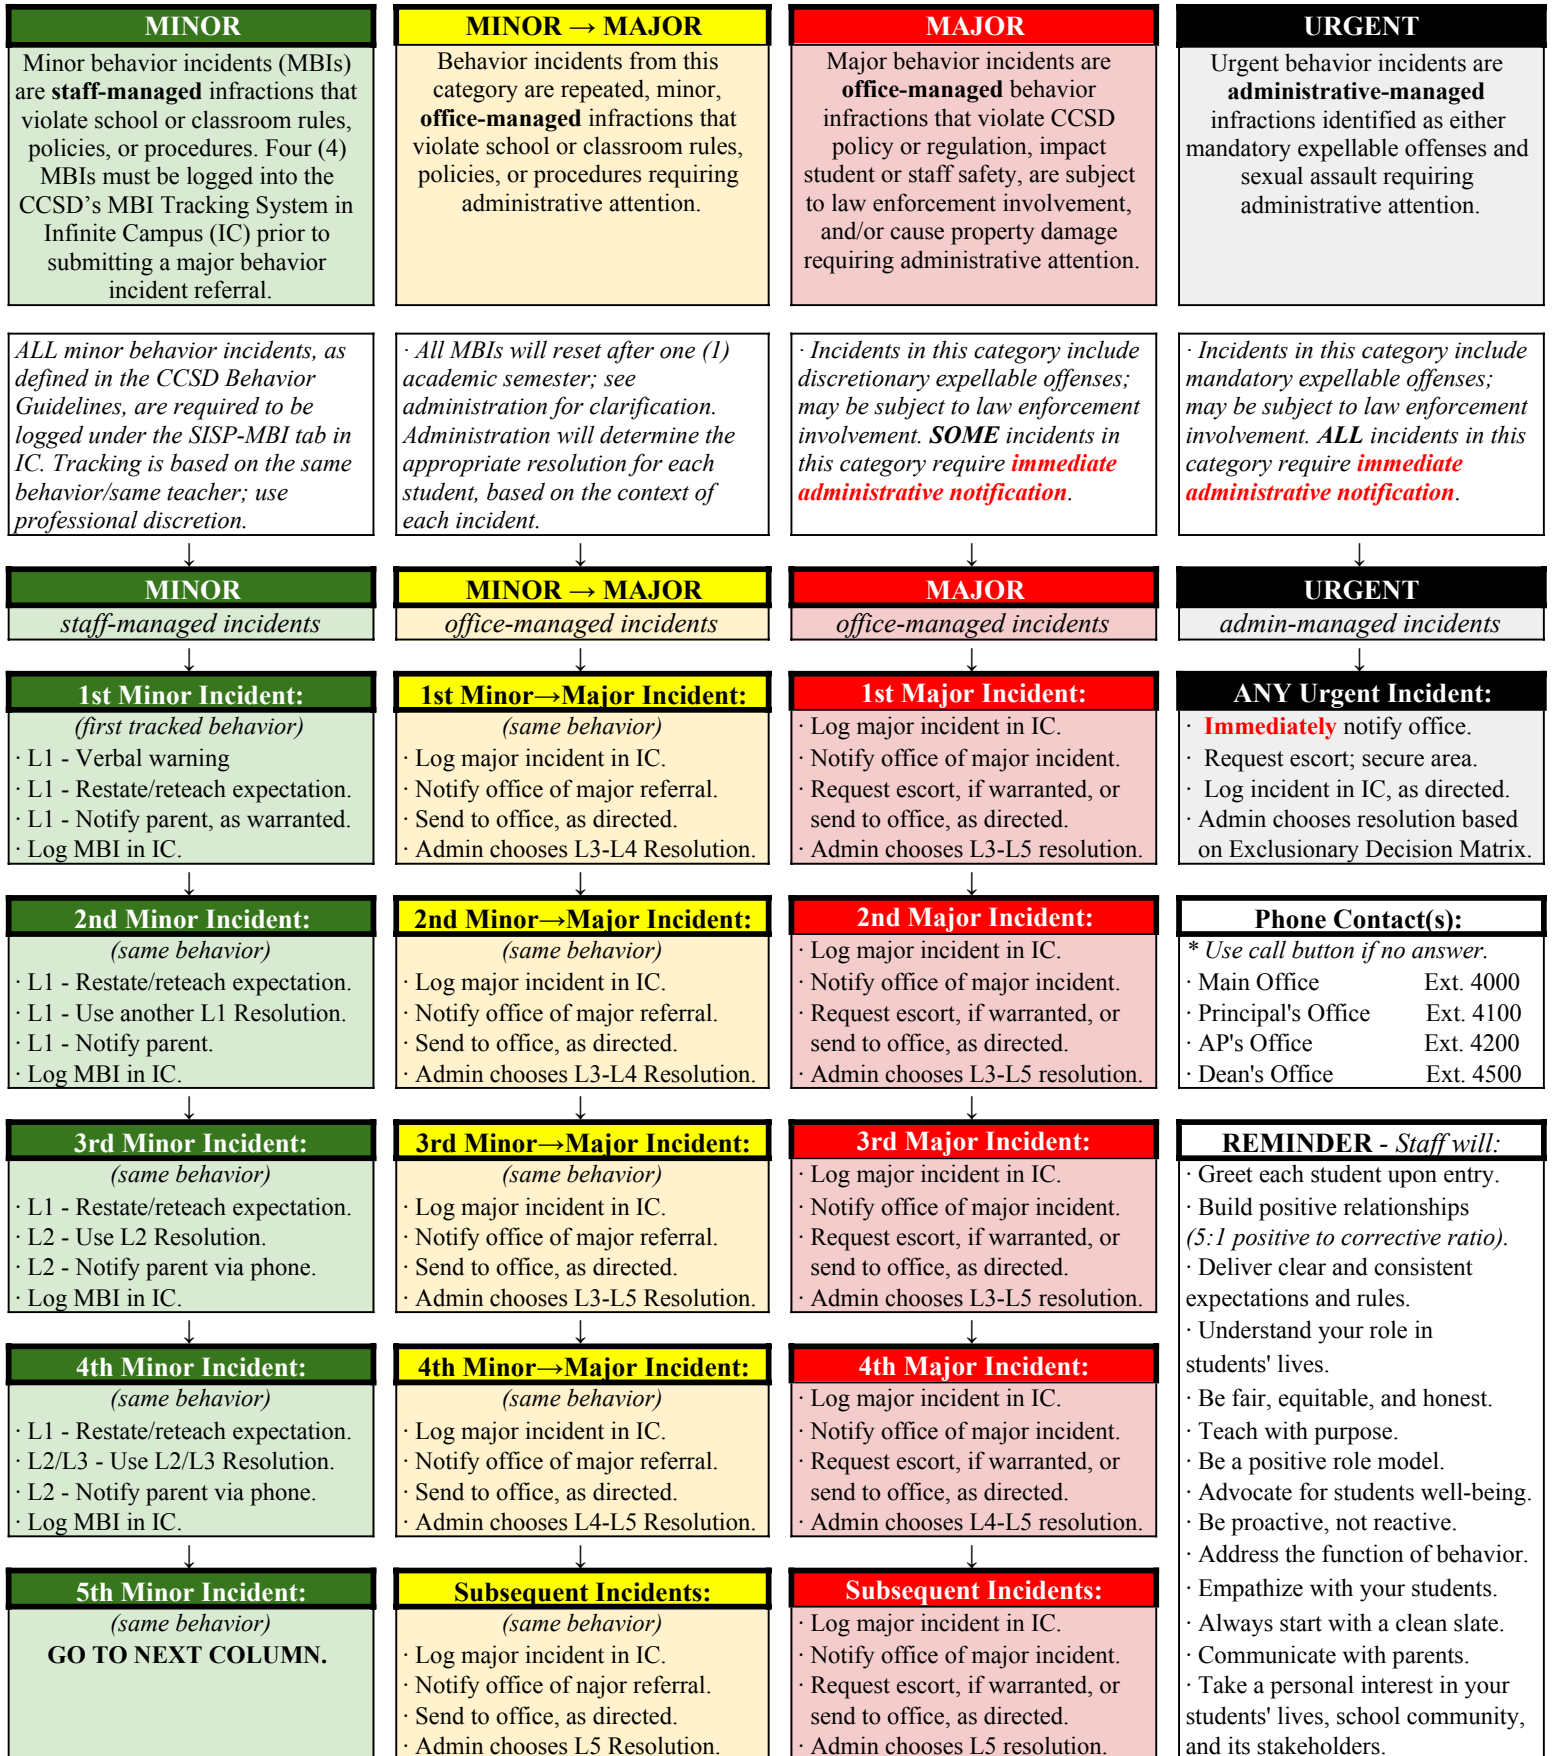 MINOR
Minor behavior incidents (MBIs)
are staff-managed infractions that
violate school or classroom rules,
policies, or procedures. Four (4)
MBIs must be logged into the
CCSD's MBI Tracking System in
Infinite Campus (IC) prior to
submitting a major behavior
incident referral.
MINOR → MAJOR
Behavior incidents from this
category are repeated, minor,
office-managed infractions that
violate school or classroom rules,
policies, or procedures requiring
administrative attention.
MAJOR
Major behavior incidents are
office-managed behavior
infractions that violate CCSD
policy or regulation, impact
student or staff safety, are subject
to law enforcement involvement,
and/or cause property damage
requiring administrative attention.
URGENT
Urgent behavior incidents are
administrative-managed
infractions identified as either
mandatory expellable offenses and
sexual assault requiring
administrative attention.
ALL minor behavior incidents, as
defined in the CCSD Behavior
Guidelines, are required to be
logged under the SISP-MBI tab in
IC. Tracking is based on the same
behavior/same teacher; use
professional discretion.
· All MBIs will reset after one (1)
academic semester; see
administration for clarification.
Administration will determine the
appropriate resolution for each
student, based on the context of
each incident.
· Incidents in this category include
discretionary expellable offenses;
may be subject to law enforcement
involvement. SOME incidents in
this category require immediate
administrative notification.
· Incidents in this category include
mandatory expellable offenses;
may be subject to law enforcement
involvement. ALL incidents in this
category require immediate
administrative notification.
↓
↓
↓
↓
MINOR
staff-managed incidents
MINOR → MAJOR
office-managed incidents
MAJOR
office-managed incidents
URGENT
admin-managed incidents
↓
↓
↓
↓
1st Minor Incident:
(first tracked behavior)
· L1 - Verbal warning
· L1 - Restate/reteach expectation.
· L1 - Notify parent, as warranted.
· Log MBI in IC.
1st Minor→Major Incident:
(same behavior)
· Log major incident in IC.
· Notify office of major referral.
· Send to office, as directed.
· Admin chooses L3-L4 Resolution.
1st Major Incident:
· Log major incident in IC.
· Notify office of major incident.
· Request escort, if warranted, or
send to office, as directed.
· Admin chooses L3-L5 resolution.
ANY Urgent Incident:
· Immediately notify office.
· Request escort; secure area.
· Log incident in IC, as directed.
· Admin chooses resolution based
on Exclusionary Decision Matrix.
↓
↓
↓
2nd Minor Incident:
(same behavior)
· L1 - Restate/reteach expectation.
· L1 - Use another L1 Resolution.
· L1 - Notify parent.
· Log MBI in IC.
2nd Minor→Major Incident:
(same behavior)
· Log major incident in IC.
· Notify office of major referral.
· Send to office, as directed.
· Admin chooses L3-L4 Resolution.
2nd Major Incident:
· Log major incident in IC.
· Notify office of major incident.
· Request escort, if warranted, or
send to office, as directed.
· Admin chooses L3-L5 resolution.
Phone Contact(s):
* Use call button if no answer.
· Main Office Ext. 4000
· Principal's Office Ext. 4100
· AP's Office Ext. 4200
· Dean's Office Ext. 4500
↓
↓
↓
3rd Minor Incident:
(same behavior)
· L1 - Restate/reteach expectation.
· L2 - Use L2 Resolution.
· L2 - Notify parent via phone.
· Log MBI in IC.
3rd Minor→Major Incident:
(same behavior)
· Log major incident in IC.
· Notify office of major referral.
· Send to office, as directed.
· Admin chooses L3-L5 Resolution.
3rd Major Incident:
· Log major incident in IC.
· Notify office of major incident.
· Request escort, if warranted, or
send to office, as directed.
· Admin chooses L3-L5 resolution.
REMINDER - Staff will:
· Greet each student upon entry.
· Build positive relationships
(5:1 positive to corrective ratio).
· Deliver clear and consistent
expectations and rules.
· Understand your role in
students' lives.
· Be fair, equitable, and honest.
· Teach with purpose.
· Be a positive role model.
· Advocate for students well-being.
· Be proactive, not reactive.
· Address the function of behavior.
· Empathize with your students.
· Always start with a clean slate.
· Communicate with parents.
· Take a personal interest in your
students' lives, school community,
and its stakeholders.
↓
↓
↓
4th Minor Incident:
(same behavior)
· L1 - Restate/reteach expectation.
· L2/L3 - Use L2/L3 Resolution.
· L2 - Notify parent via phone.
· Log MBI in IC.
4th Minor→Major Incident:
(same behavior)
· Log major incident in IC.
· Notify office of major referral.
· Send to office, as directed.
· Admin chooses L4-L5 Resolution.
4th Major Incident:
· Log major incident in IC.
· Notify office of major incident.
· Request escort, if warranted, or
send to office, as directed.
· Admin chooses L4-L5 resolution.
↓
↓
↓
5th Minor Incident:
(same behavior)
GO TO NEXT COLUMN.
Subsequent Incidents:
(same behavior)
· Log major incident in IC.
· Notify office of najor referral.
· Send to office, as directed.
· Admin chooses L5 Resolution.
Subsequent Incidents:
· Log major incident in IC.
· Notify office of major incident.
· Request escort, if warranted, or
send to office, as directed.
· Admin chooses L5 resolution.